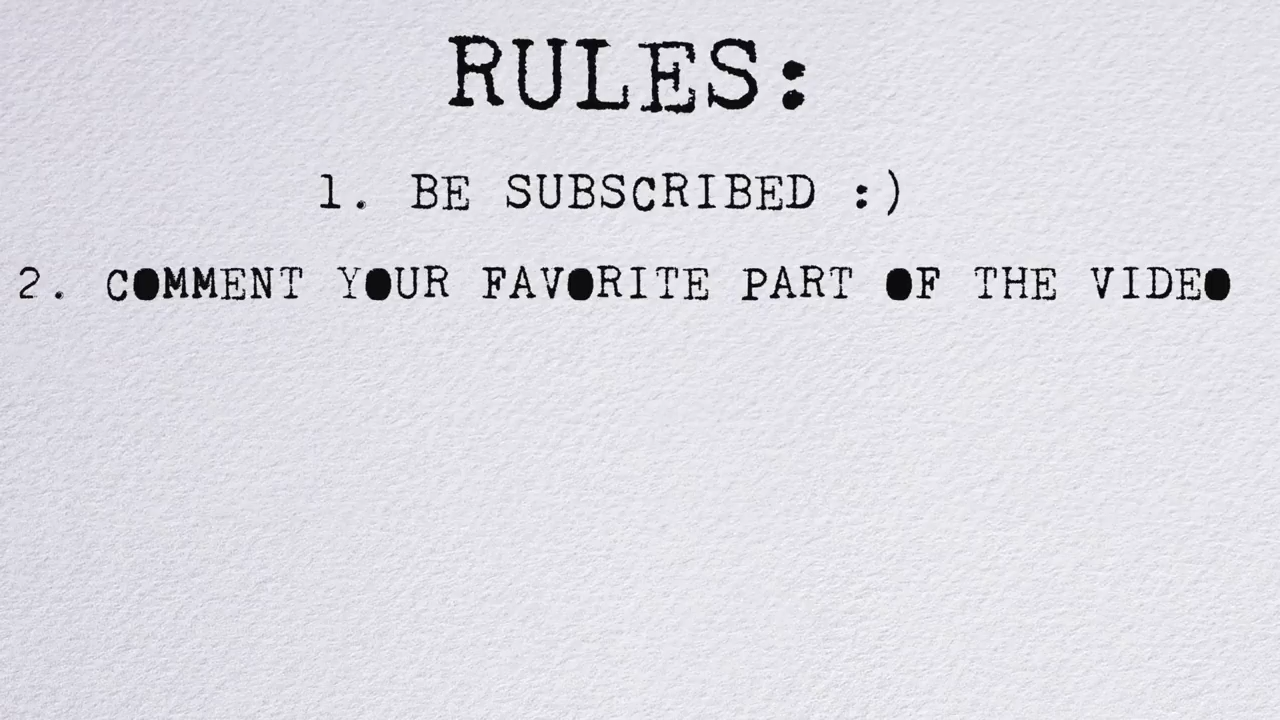 RULES:
1. BE SUBSCRIBED :)
2. COMMENT YOUR FAVORITE PART OF THE VIDEO